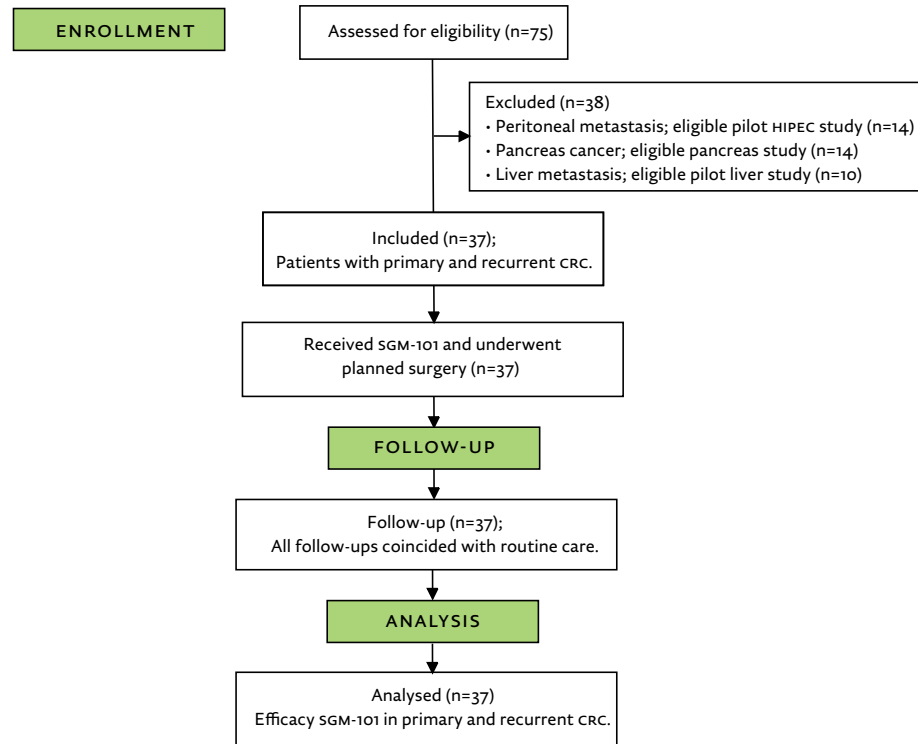 ENROLLMENT
Assessed for eligibility (n=75)
Excluded (n=38)
• Peritoneal metastasis; eligible pilot HIPEC study (n=14)
• Pancreas cancer; eligible pancreas study (n=14)
• Liver metastasis; eligible pilot liver study (n=10)
Included (n=37);
Patients with primary and recurrent CRC.
Received SGM-101 and underwent
planned surgery (n=37)
FOLLOW-UP
Follow-up (n=37);
All follow-ups coincided with routine care.
ANALYSIS
Analysed (n=37)
Efficacy SGM-101 in primary and recurrent CRC.